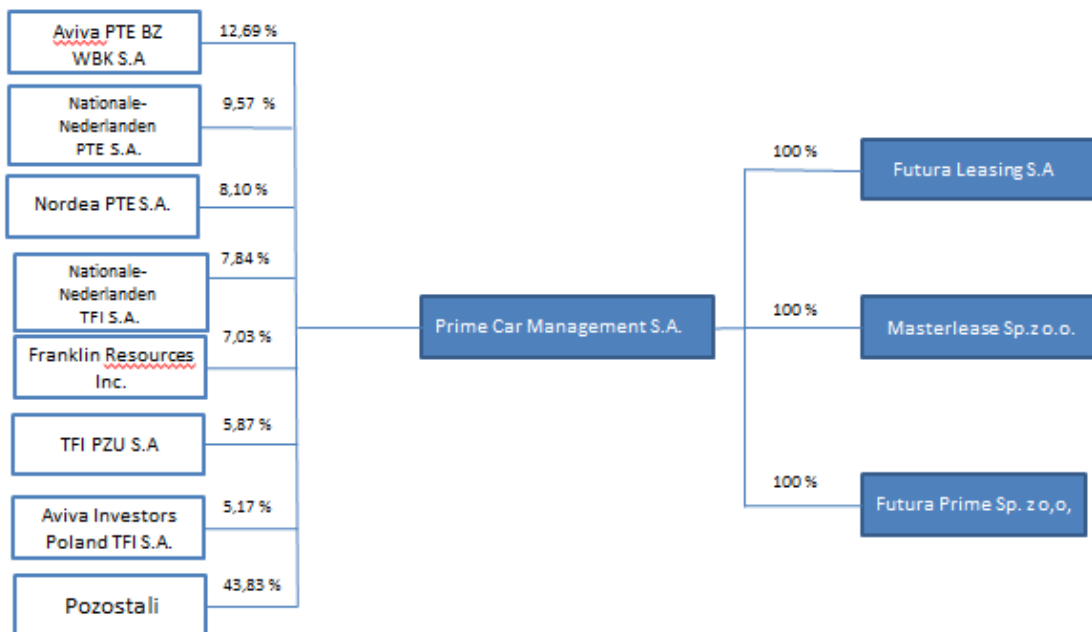 Aviva PTE BZ
WBK S.A
12,69 %
Nationale-
Nederlanden
PTE S.A.
9,57 %
Nordea PTE S.A.
8,10 %
Nationale-
Nederlanden
TFI S.A.
7,84 %
Franklin Resources
Inc.
7,03 %
TFI PZU S.A
5,87 %
Aviva Investors
Poland TFI S.A.
5,17 %
Pozostali
43,83 %
Prime Car Management S.A.
100 %
Futura Leasing S.A
100 %
Masterlease Sp.z o.o.
100 %
Futura Prime Sp. z o,o,